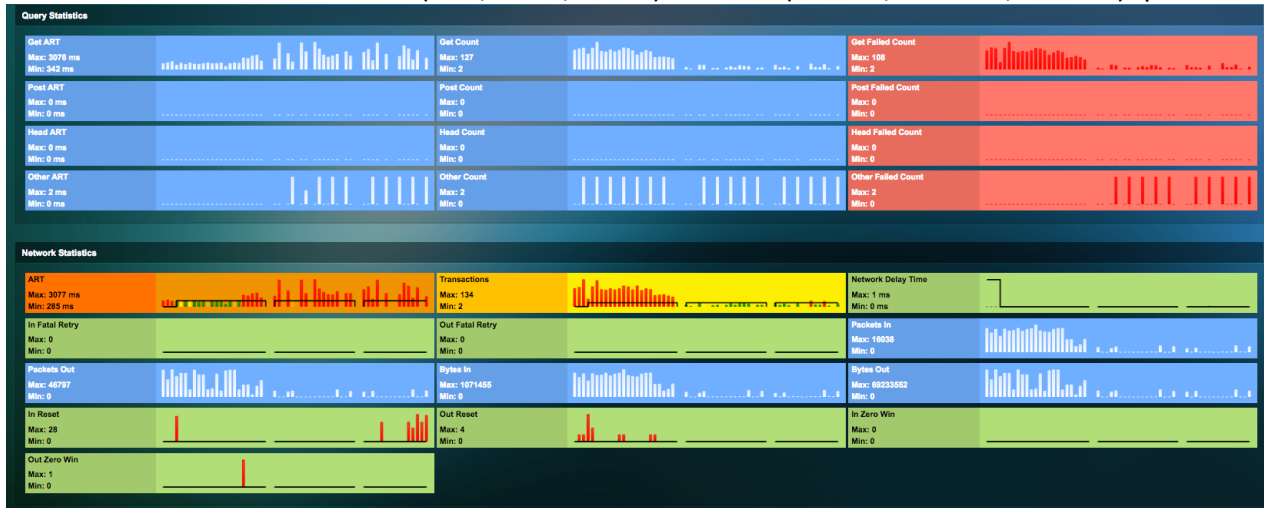 Query Statistics
Get ART
Max: 3076 ms
Min: 342 ms
Get Count
Max: 127
Min: 2
Get Failed Count
Max: 108
Min: 2
Post ART
Max: 0 ms
Min: 0 ms
Post Count
Max: 0
Min: 0
Post Failed Count
Max: 0
Min: 0
Head ART
Max: 0 ms
Min: 0 ms
Head Count
Max: 0
Min: 0
Head Failed Count
Max: 0
Min: 0
Other ART
Max: 2 ms
Min: 0 ms
Other Count
Max: 2
Min: 0
Other Failed Count
Max: 2
Min: 0
Network Statistics
ART
Max: 3077 ms
Min: 285 ms
Transactions
Max: 134
Min: 2
Network Delay Time
Max: 1 ms
Min: 0 ms
In Fatal Retry
Max: 0
Min: 0
Out Fatal Retry
Max: 0
Min: 0
Packets In
Max: 16038
Min: 0
Packets Out
Max: 46797
Min: 0
Bytes In
Max: 1071455
Min: 0
Bytes Out
Max: 69233552
Min: 0
In Reset
Max: 28
Min: 0
Out Reset
Max: 4
Min: 0
In Zero Win
Max: 0
Min: 0
Out Zero Win
Max: 1
Min: 0